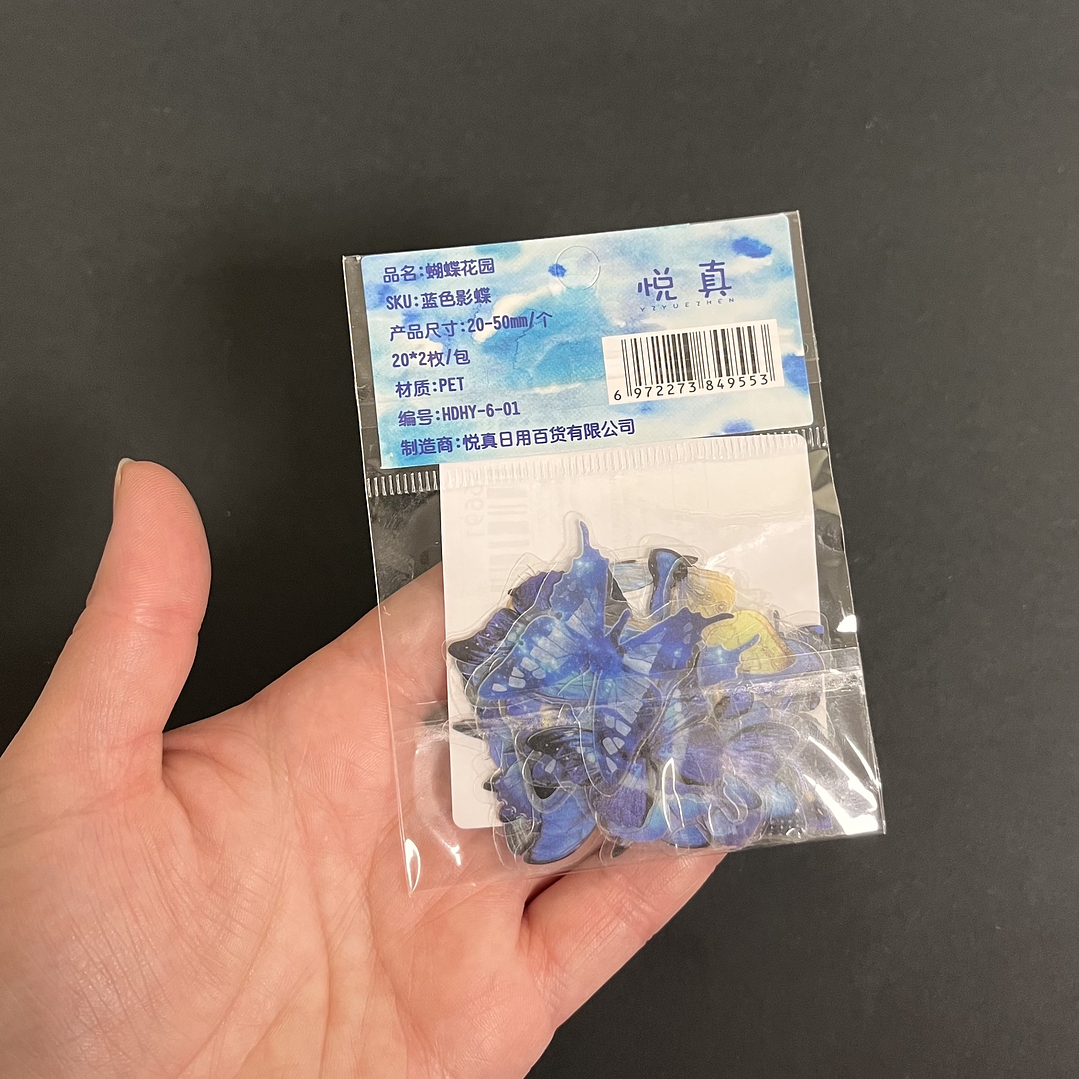 品名:蝴蝶花园
SKU:蓝色影蝶
产品尺寸:20-50mm/个
20*2枚/包
材质:PET
编号:HDHY-6-01
制造商:悦真日用百货有限公司
悦真
YZYUEZHEN
6 972273 849553